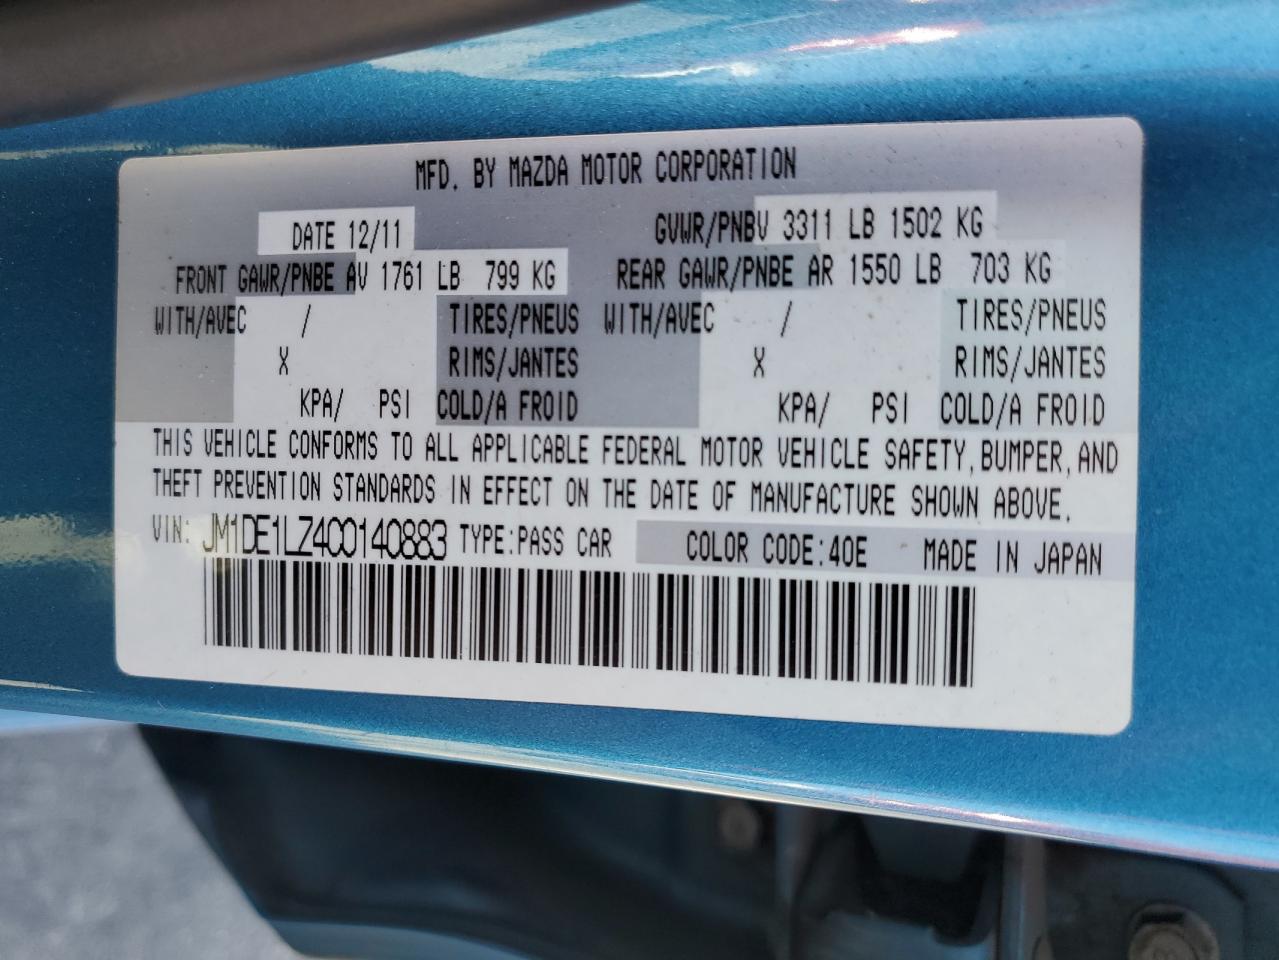 MFD. BY MAZDA MOTOR CORPORATION
DATE 12/11 GVWR/PNBV 3311 LB 1502 KG
FRONT GAWR/PNBE AV 1761 LB 799 KG REAR GAWR/PNBE AR 1550 LB 703 KG
WITH/AVEC / TIRES/PNEUS WITH/AVEC / TIRES/PNEUS
X RIMS/JANTES X RIMS/JANTES
KPA/ PSI COLD/A FROID KPA/ PSI COLD/A FROID
THIS VEHICLE CONFORMS TO ALL APPLICABLE FEDERAL MOTOR VEHICLE SAFETY, BUMPER, AND
THEFT PREVENTION STANDARDS IN EFFECT ON THE DATE OF MANUFACTURE SHOWN ABOVE.
VIN: JM1DE1LZ4C0140883 TYPE:PASS CAR COLOR CODE:40E MADE IN JAPAN